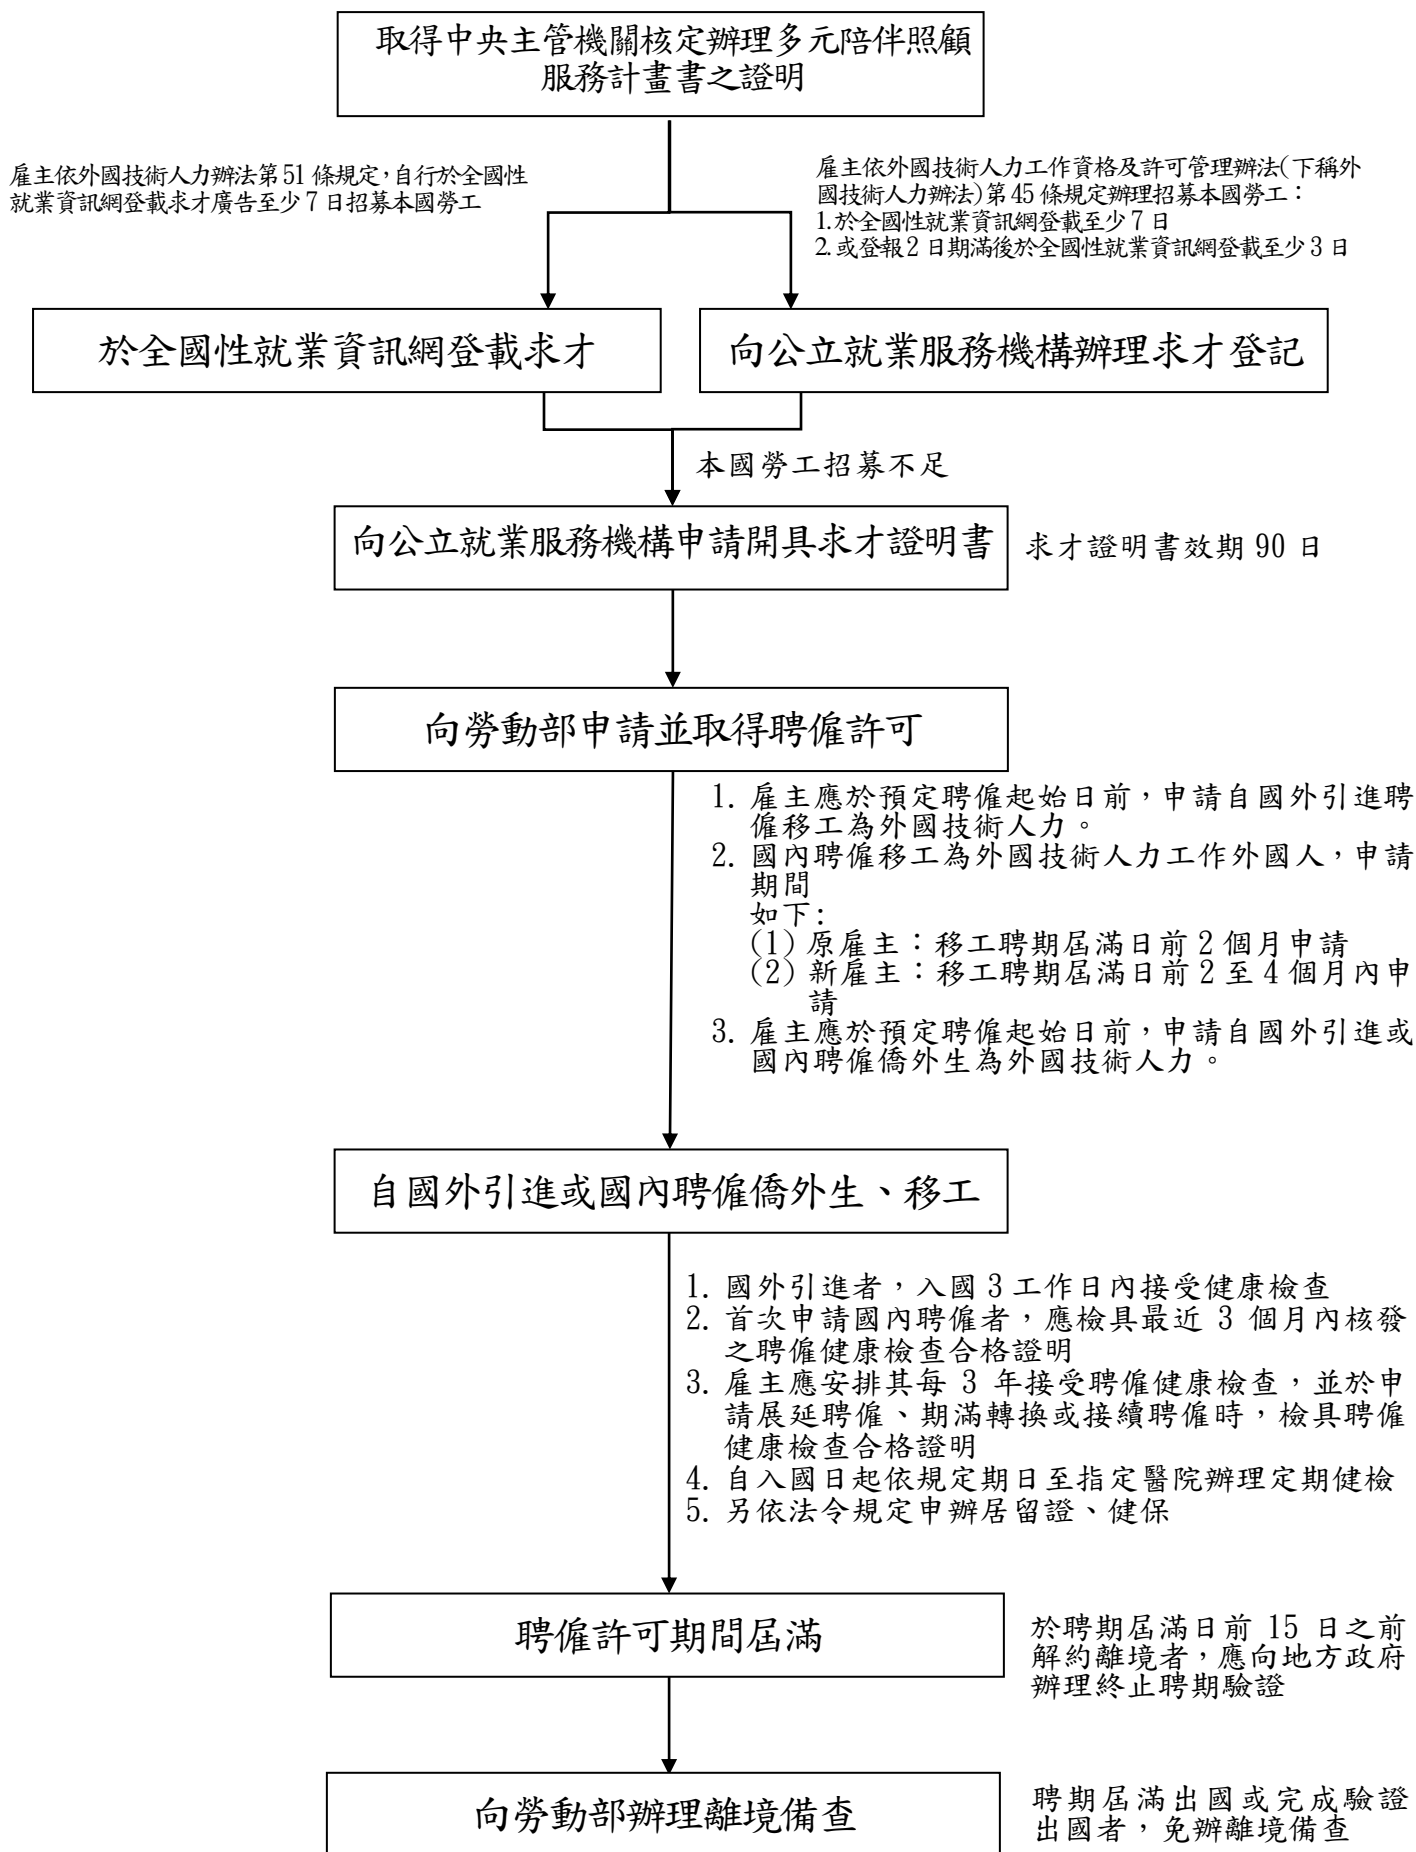 取得中央主管機關核定辦理多元陪伴照顧
服務計畫書之證明
雇主依外國技術人力辦法第51條規定，自行於全國性
就業資訊網登載求才廣告至少7日招募本國勞工
雇主依外國技術人力工作資格及許可管理辦法(下稱外
國技術人力辦法)第45條規定辦理招募本國勞工：
1.於全國性就業資訊網登載至少7日
2.或登報2日期滿後於全國性就業資訊網登載至少3日
於全國性就業資訊網登載求才
向公立就業服務機構辦理求才登記
本國勞工招募不足
向公立就業服務機構申請開具求才證明書
求才證明書效期90日
向勞動部申請並取得聘僱許可
1. 雇主應於預定聘僱起始日前，申請自國外引進聘
僱移工為外國技術人力。
2. 國內聘僱移工為外國技術人力工作外國人，申請
期間
如下：
(1)原雇主：移工聘期屆滿日前2個月申請
(2)新雇主：移工聘期屆滿日前2至4個月內申
請
3. 雇主應於預定聘僱起始日前，申請自國外引進或
國內聘僱僑外生為外國技術人力。
自國外引進或國內聘僱僑外生、移工
1. 國外引進者，入國3工作日內接受健康檢查
2. 首次申請國內聘僱者，應檢具最近 3 個月內核發
之聘僱健康檢查合格證明
3. 雇主應安排其每 3 年接受聘僱健康檢查，並於申
請展延聘僱、期滿轉換或接續聘僱時，檢具聘僱
健康檢查合格證明
4. 自入國日起依規定期日至指定醫院辦理定期健檢
5. 另依法令規定申辦居留證、健保
聘僱許可期間屆滿
於聘期屆滿日前 15 日之前
解約離境者，應向地方政府
辦理終止聘期驗證
向勞動部辦理離境備查
聘期屆滿出國或完成驗證
出國者，免辦離境備查